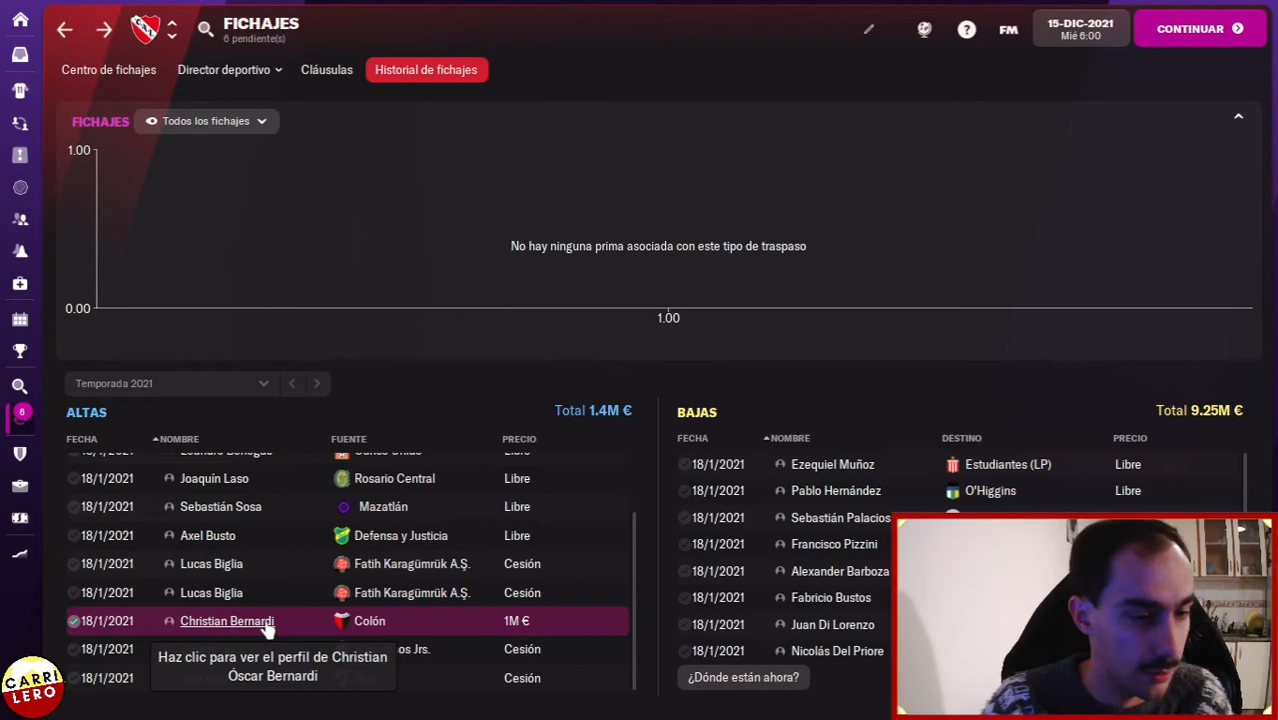 FICHAJES
6 pendiente(s)
FM
15-DIC-2021
Mié 6:00
CONTINUAR
Centro de fichajes
Director deportivo
Cláusulas
Historial de fichajes
FICHAJES
Todos los fichajes
1.00
No hay ninguna prima asociada con este tipo de traspaso
0.00
1.00
Temporada 2021
6
ALTAS
Total 1.4M €
FECHA NOMBRE FUENTE PRECIO
18/1/2021 Joaquín Laso Rosario Central Libre
18/1/2021 Sebastián Sosa Mazatlán Libre
18/1/2021 Axel Busto Defensa y Justicia Libre
18/1/2021 Lucas Biglia Fatih Karagümrük A.Ş. Cesión
18/1/2021 Lucas Biglia Fatih Karagümrük A.Ş. Cesión
18/1/2021 Christian Bernardi Colón 1M €
18/1/2021 Jrs. Cesión
18/1/2021 Cesión
Haz clic para ver el perfil de Christian
Óscar Bernardi
BAJAS
Total 9.25M €
FECHA NOMBRE DESTINO PRECIO
18/1/2021 Ezequiel Muñoz Estudiantes (LP) Libre
18/1/2021 Pablo Hernández O'Higgins Libre
18/1/2021 Sebastián Palacios
18/1/2021 Francisco Pizzini
18/1/2021 Alexander Barboza
18/1/2021 Fabricio Bustos
18/1/2021 Juan Di Lorenzo
18/1/2021 Nicolás Del Priore
¿Dónde están ahora?
CARRI
LERO